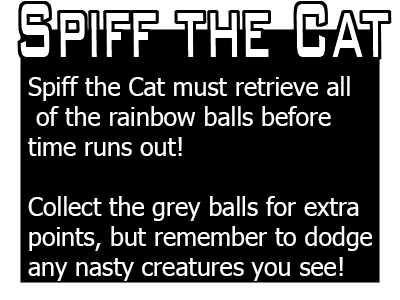 Spiff the Cat
Spiff the Cat must retrieve all
of the rainbow balls before
time runs out!
Collect the grey balls for extra
points, but remember to dodge
any nasty creatures you see!